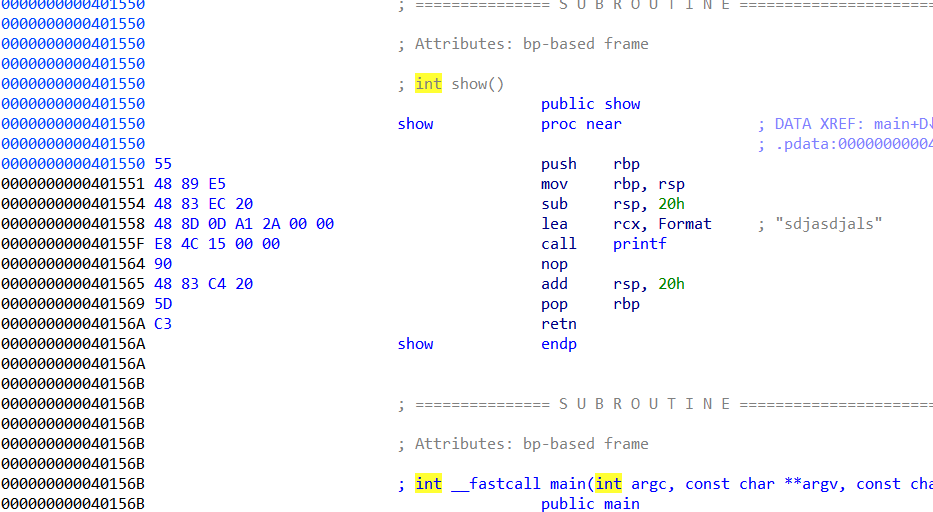 0000000000401550 ; =============== S U B R O U T I N E =======================
0000000000401550
0000000000401550 ; Attributes: bp-based frame
0000000000401550
0000000000401550 ; int show()
0000000000401550 public show
0000000000401550 show proc near ; DATA XREF: main+D↓
0000000000401550 ; .pdata:00000000004
0000000000401550 55 push rbp
0000000000401551 48 89 E5 mov rbp, rsp
0000000000401554 48 83 EC 20 sub rsp, 20h
0000000000401558 48 8D 0D A1 2A 00 00 lea rcx, Format ; "sdjasdjals"
000000000040155F E8 4C 15 00 00 call printf
0000000000401564 90 nop
0000000000401565 48 83 C4 20 add rsp, 20h
0000000000401569 5D pop rbp
000000000040156A C3 retn
000000000040156A show endp
000000000040156A
000000000040156B
000000000040156B ; =============== S U B R O U T I N E =======================
000000000040156B
000000000040156B ; Attributes: bp-based frame
000000000040156B
000000000040156B ; int __fastcall main(int argc, const char **argv, const cha
000000000040156B public main